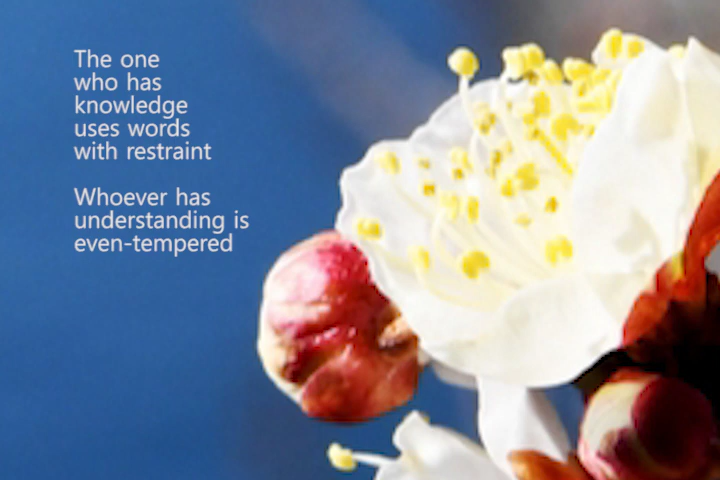 The one
who has
knowledge
uses words
with restraint
Whoever has
understanding is
even-tempered